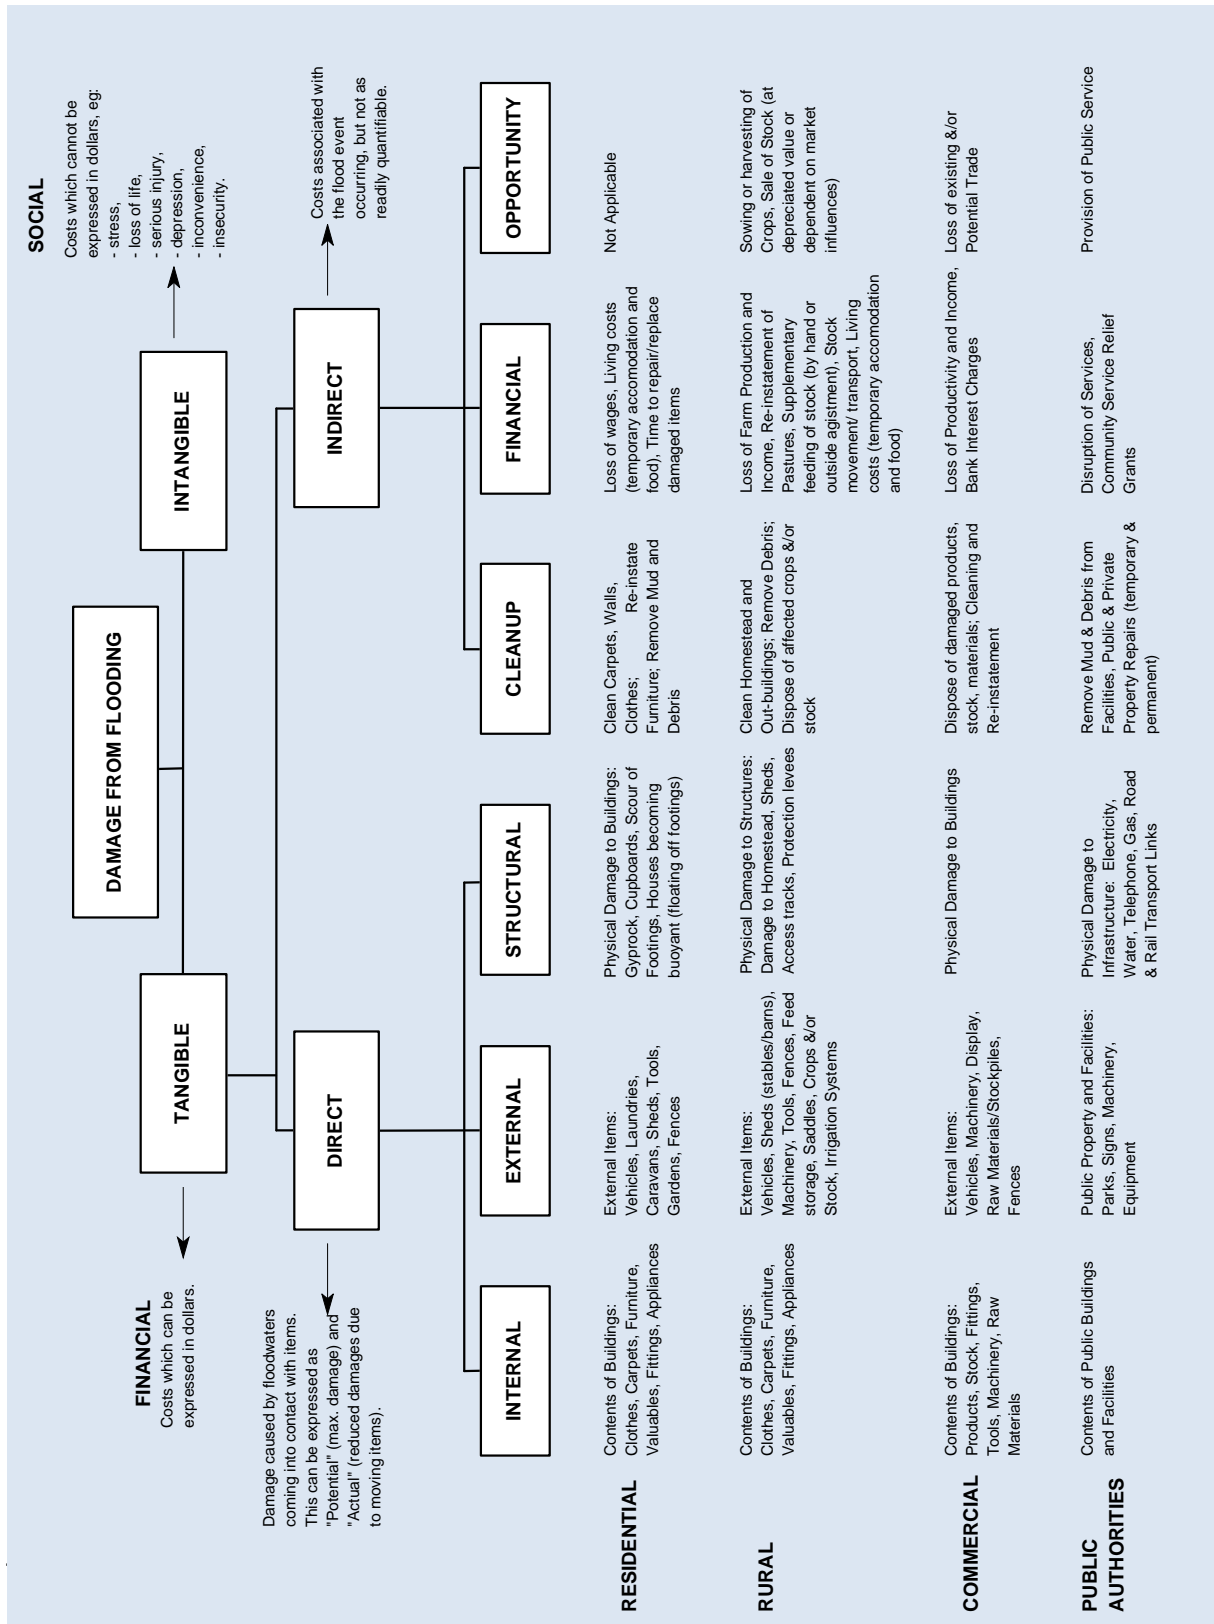 DAMAGE FROM FLOODING
FINANCIAL
Costs which can be
expressed in dollars.
TANGIBLE
INTANGIBLE
SOCIAL
Costs which cannot be
expressed in dollars, eg:
- stress,
- loss of life,
- serious injury,
- depression,
- inconvenience,
- insecurity.
Damage caused by floodwaters
coming into contact with items.
This can be expressed as
"Potential" (max. damage) and
"Actual" (reduced damages due
to moving items).
DIRECT
INDIRECT
Costs associated with
the flood event
occurring, but not as
readily quantifiable.
INTERNAL
EXTERNAL
STRUCTURAL
CLEANUP
FINANCIAL
OPPORTUNITY
RESIDENTIAL
Contents of Buildings:
Clothes, Carpets, Furniture,
Valuables, Fittings, Appliances
External Items:
Vehicles, Laundries,
Caravans, Sheds, Tools,
Gardens, Fences
Physical Damage to Buildings:
Gyprock, Cupboards, Scour of
Footings, Houses becoming
buoyant (floating off footings)
Clean Carpets, Walls,
Clothes; Re-instate
Furniture; Remove Mud and
Debris
Loss of wages, Living costs
(temporary accomodation and
food), Time to repair/replace
damaged items
Not Applicable
RURAL
Contents of Buildings:
Clothes, Carpets, Furniture,
Valuables, Fittings, Appliances
External Items:
Vehicles, Sheds (stables/barns),
Machinery, Tools, Fences, Feed
storage, Saddles, Crops &/or
Stock, Irrigation Systems
Physical Damage to Structures:
Damage to Homestead, Sheds,
Access tracks, Protection levees
Clean Homestead and
Out-buildings; Remove Debris;
Dispose of affected crops &/or
stock
Loss of Farm Production and
Income, Re-instatement of
Pastures, Supplementary
feeding of stock (by hand or
outside agistment), Stock
movement/ transport, Living
costs (temporary accomodation
and food)
Sowing or harvesting of
Crops, Sale of Stock (at
depreciated value or
dependent on market
influences)
COMMERCIAL
Contents of Buildings:
Products, Stock, Fittings,
Tools, Machinery, Raw
Materials
External Items:
Vehicles, Machinery, Display,
Raw Materials/Stockpiles,
Fences
Physical Damage to Buildings
Dispose of damaged products,
stock, materials; Cleaning and
Re-instatement
Loss of Productivity and Income,
Bank Interest Charges
Loss of existing &/or
Potential Trade
PUBLIC
AUTHORITIES
Contents of Public Buildings
and Facilities
Public Property and Facilities:
Parks, Signs, Machinery,
Equipment
Physical Damage to
Infrastructure: Electricity,
Water, Telephone, Gas, Road
& Rail Transport Links
Remove Mud & Debris from
Facilities, Public & Private
Property Repairs (temporary &
permanent)
Disruption of Services,
Community Service Relief
Grants
Provision of Public Service